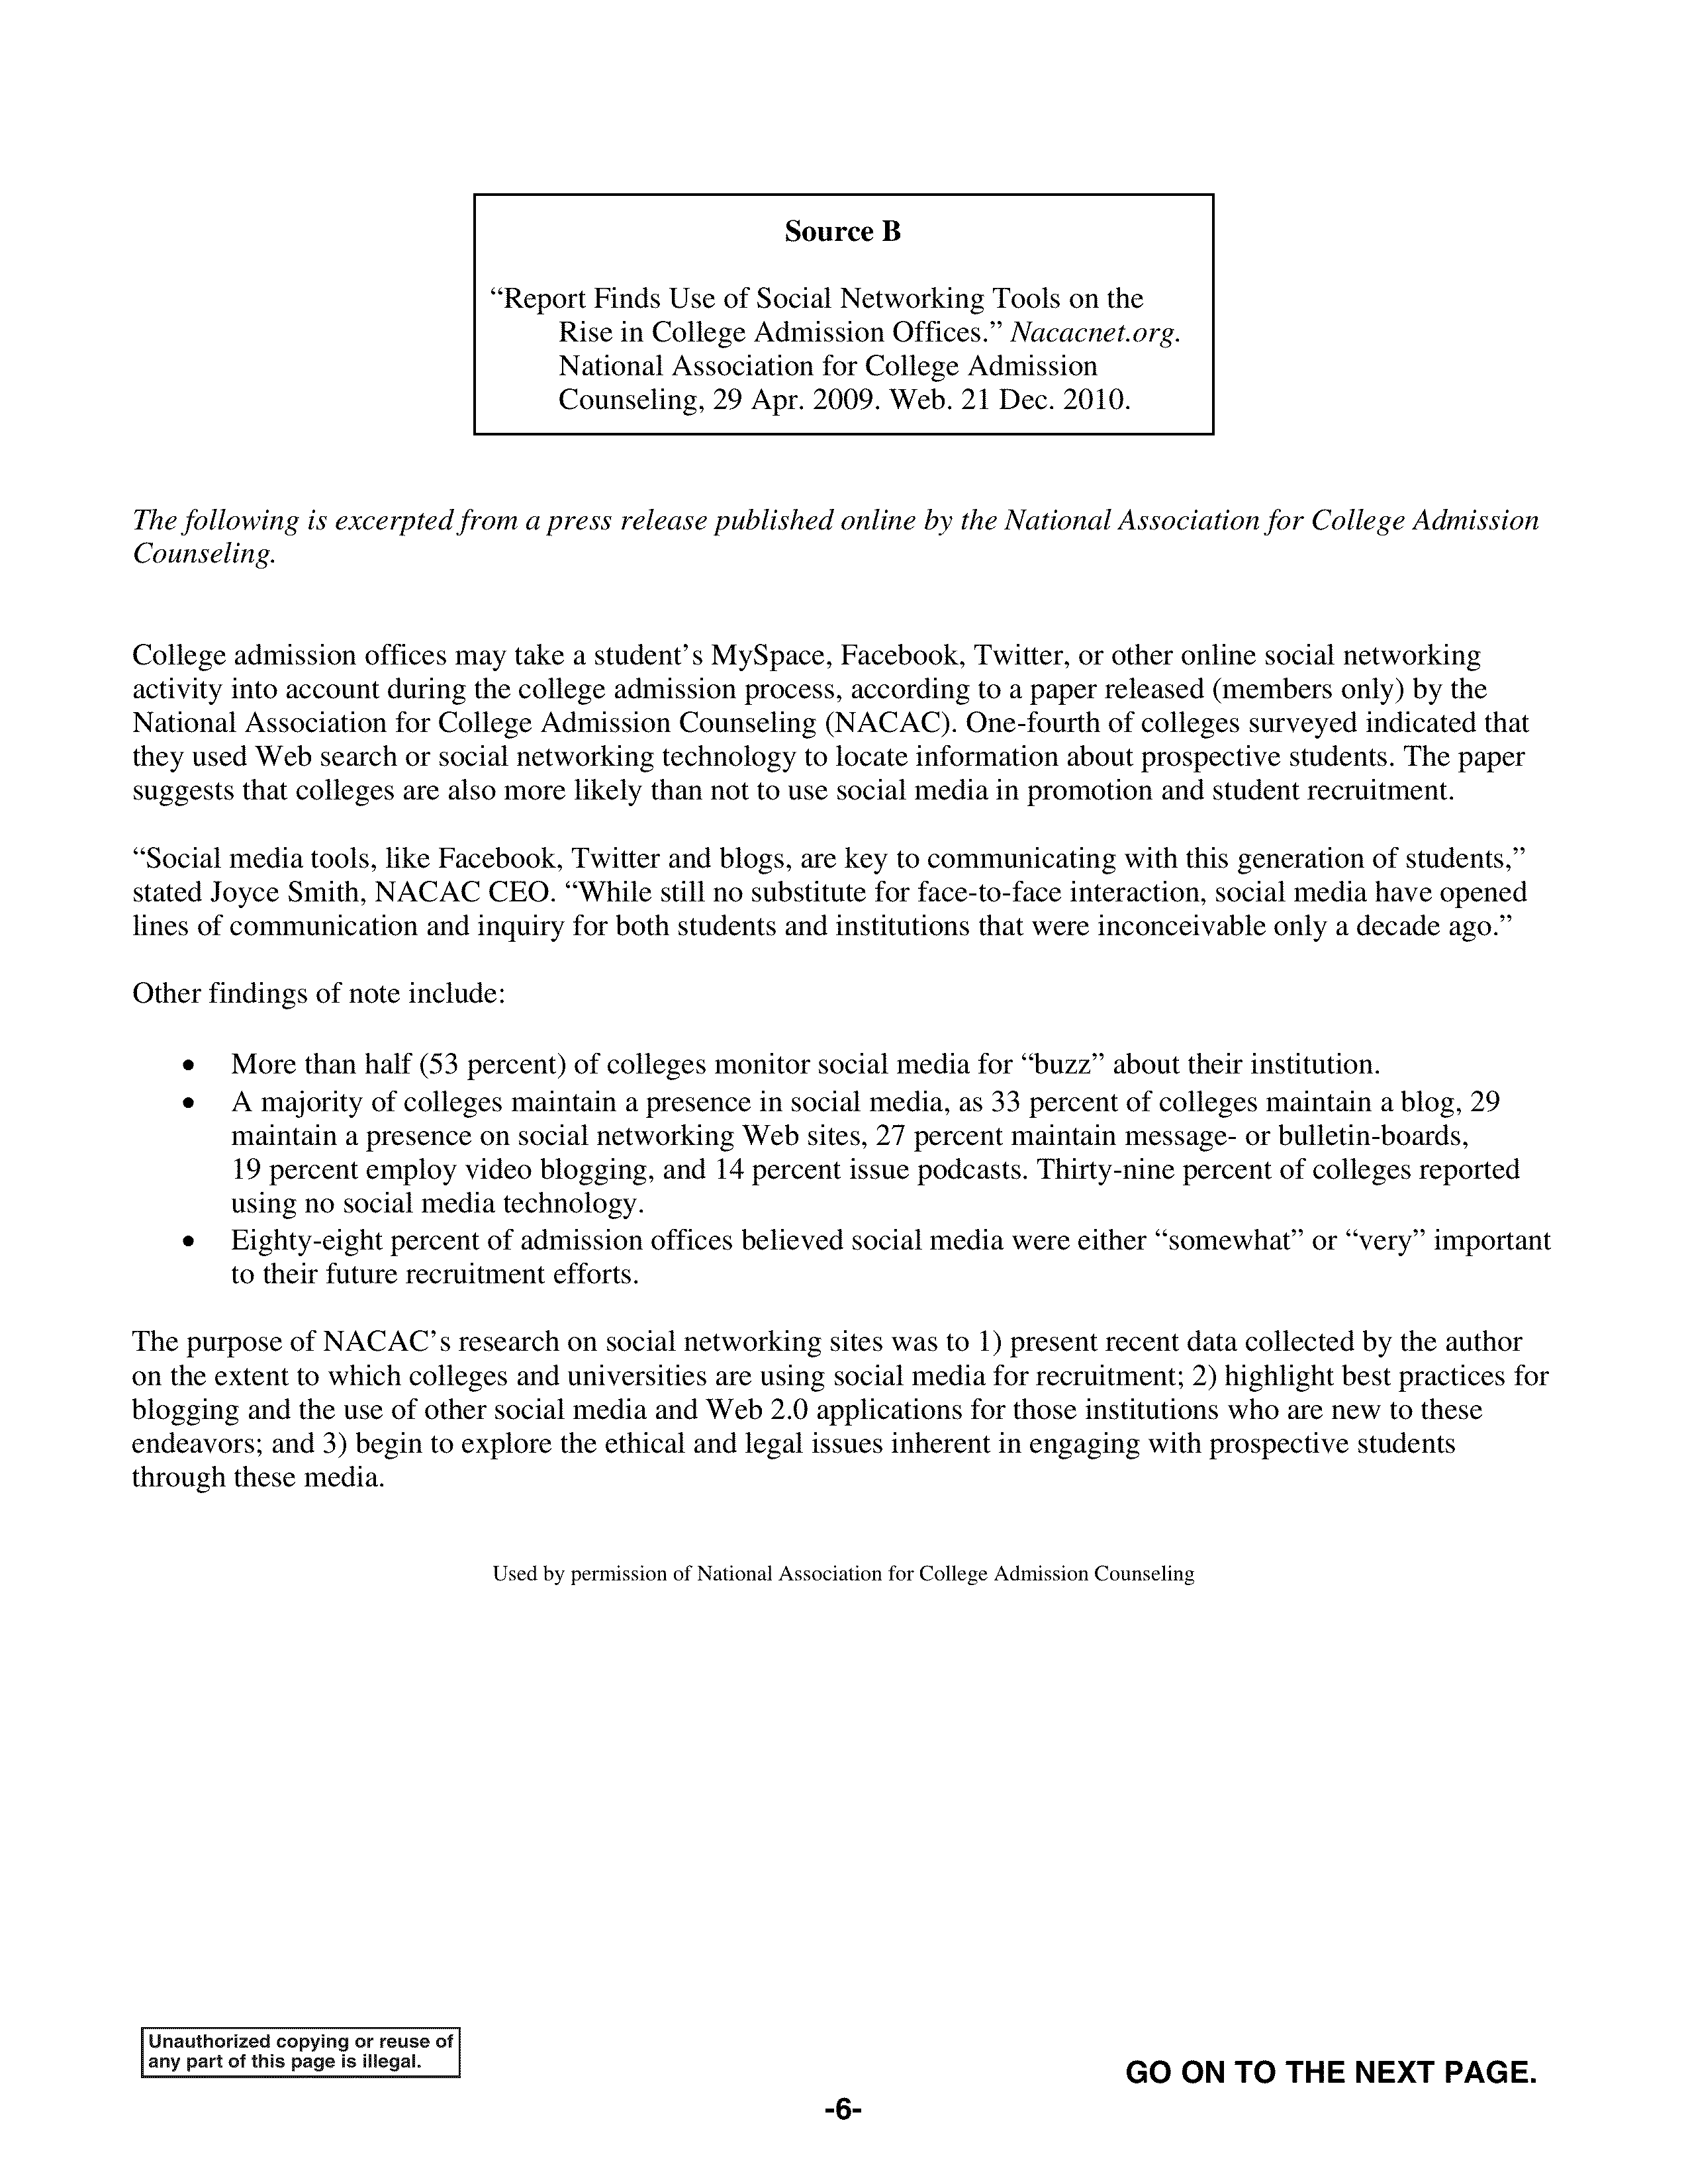 Source B
“Report Finds Use of Social Networking Tools on the
Rise in College Admission Offices.” Nacacnet.org.
National Association for College Admission
Counseling, 29 Apr. 2009. Web. 21 Dec. 2010.
The following is excerpted from a press release published online by the National Association for College Admission
Counseling.
College admission offices may take a student’s MySpace, Facebook, Twitter, or other online social networking
activity into account during the college admission process, according to a paper released (members only) by the
National Association for College Admission Counseling (NACAC). One-fourth of colleges surveyed indicated that
they used Web search or social networking technology to locate information about prospective students. The paper
suggests that colleges are also more likely than not to use social media in promotion and student recruitment.
“Social media tools, like Facebook, Twitter and blogs, are key to communicating with this generation of students,”
stated Joyce Smith, NACAC CEO. “While still no substitute for face-to-face interaction, social media have opened
lines of communication and inquiry for both students and institutions that were inconceivable only a decade ago.”
Other findings of note include:
• More than half (53 percent) of colleges monitor social media for “buzz” about their institution.
• A majority of colleges maintain a presence in social media, as 33 percent of colleges maintain a blog, 29
maintain a presence on social networking Web sites, 27 percent maintain message- or bulletin-boards,
19 percent employ video blogging, and 14 percent issue podcasts. Thirty-nine percent of colleges reported
using no social media technology.
• Eighty-eight percent of admission offices believed social media were either “somewhat” or “very” important
to their future recruitment efforts.
The purpose of NACAC’s research on social networking sites was to 1) present recent data collected by the author
on the extent to which colleges and universities are using social media for recruitment; 2) highlight best practices for
blogging and the use of other social media and Web 2.0 applications for those institutions who are new to these
endeavors; and 3) begin to explore the ethical and legal issues inherent in engaging with prospective students
through these media.
Used by permission of National Association for College Admission Counseling
Unauthorized copying or reuse of
any part of this page is illegal.
GO ON TO THE NEXT PAGE.
-6-